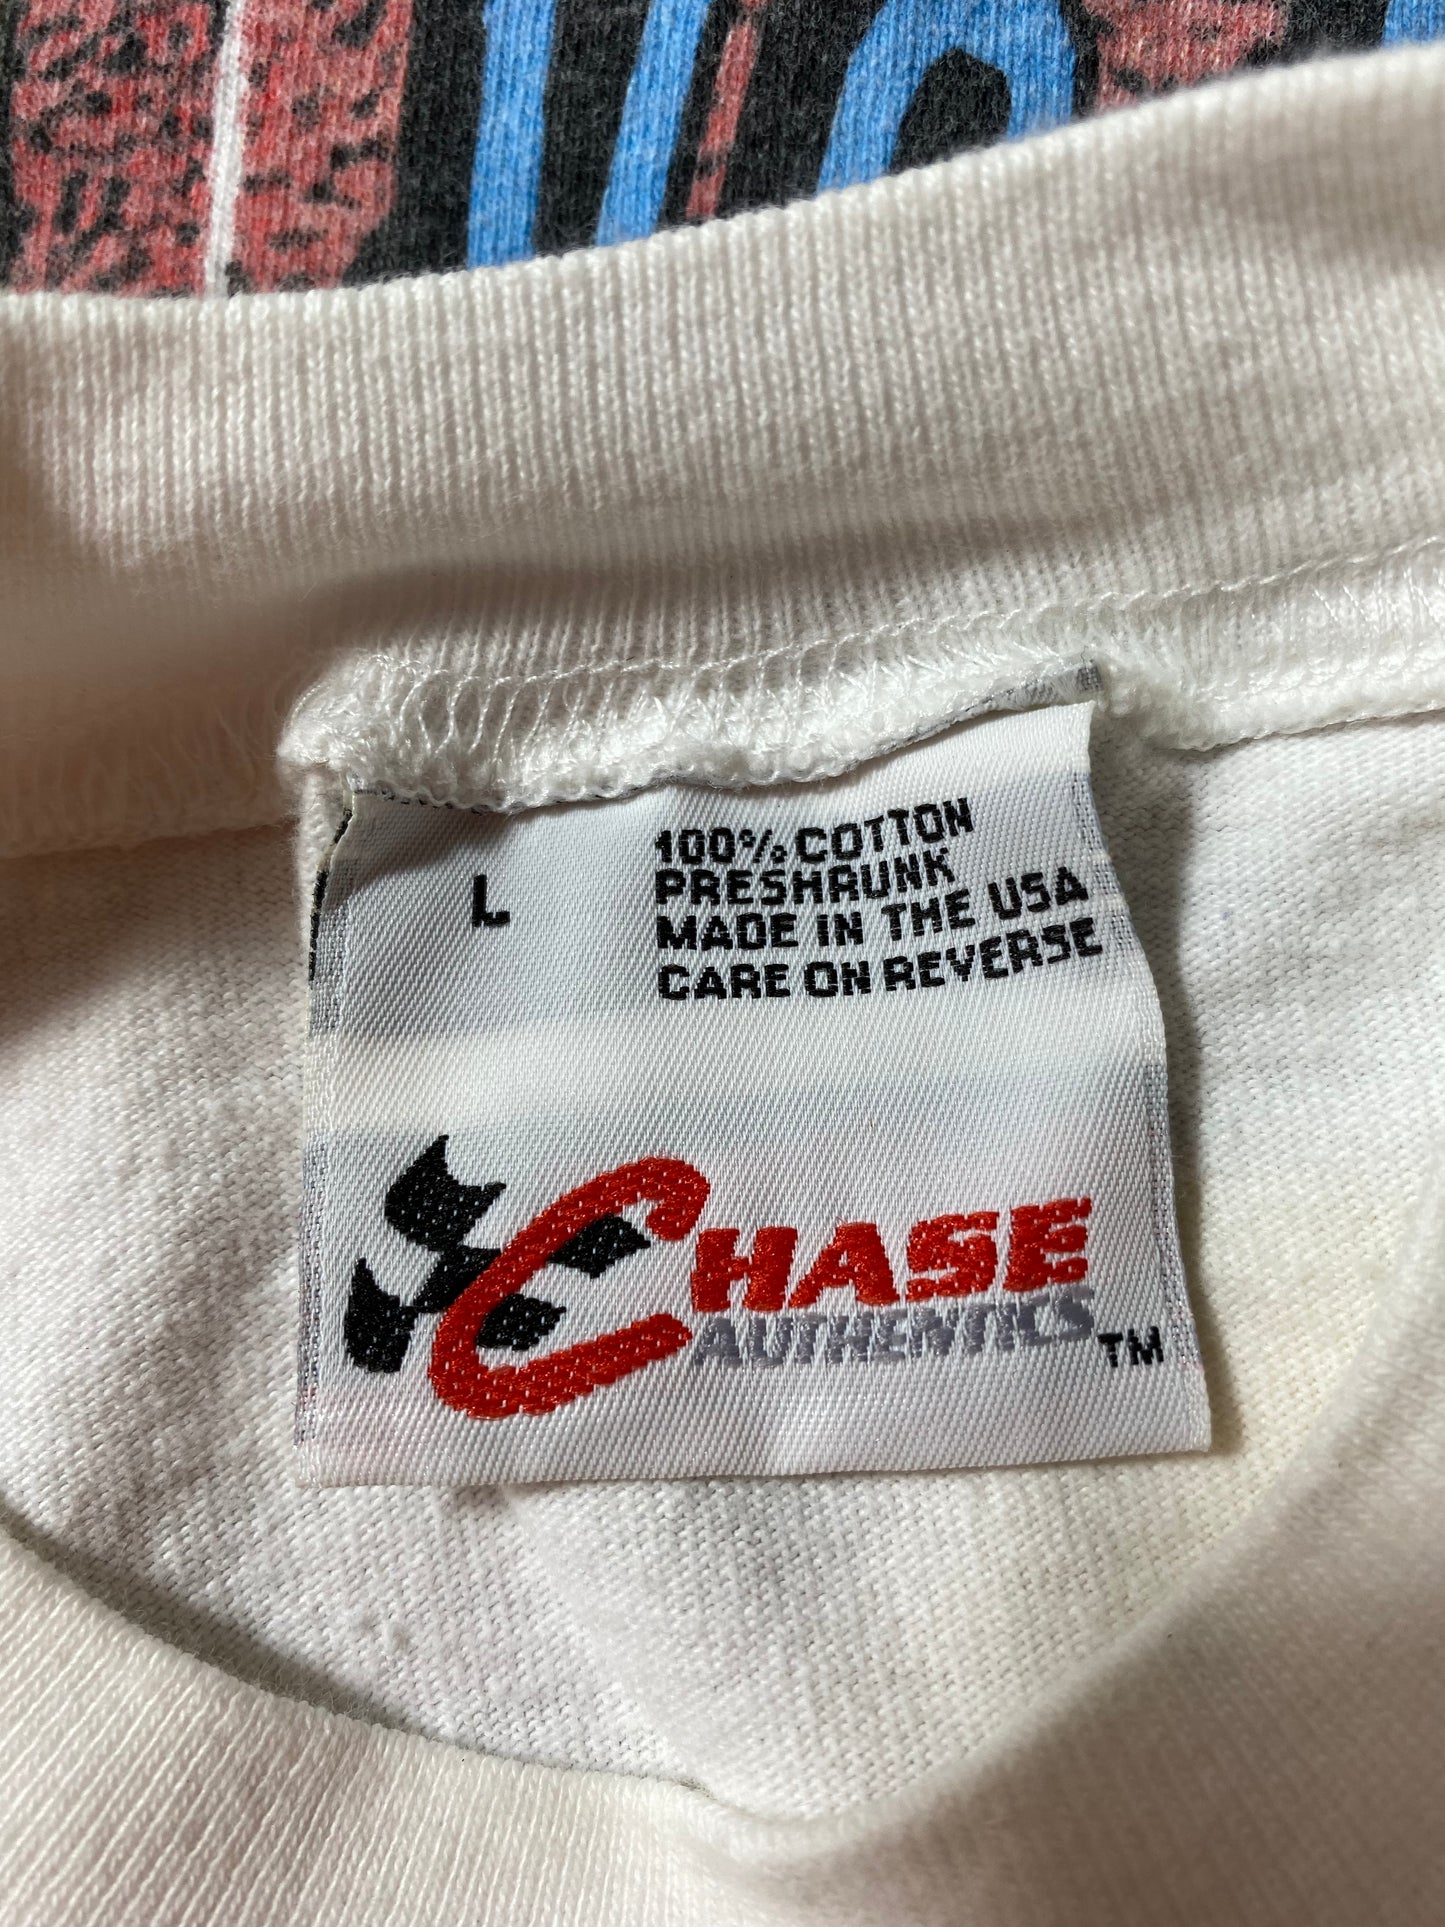 L
100% COTTON
PRESHRUNK
MADE IN THE USA
CARE ON REVERSE
CHASE
AUTHENTICS TM